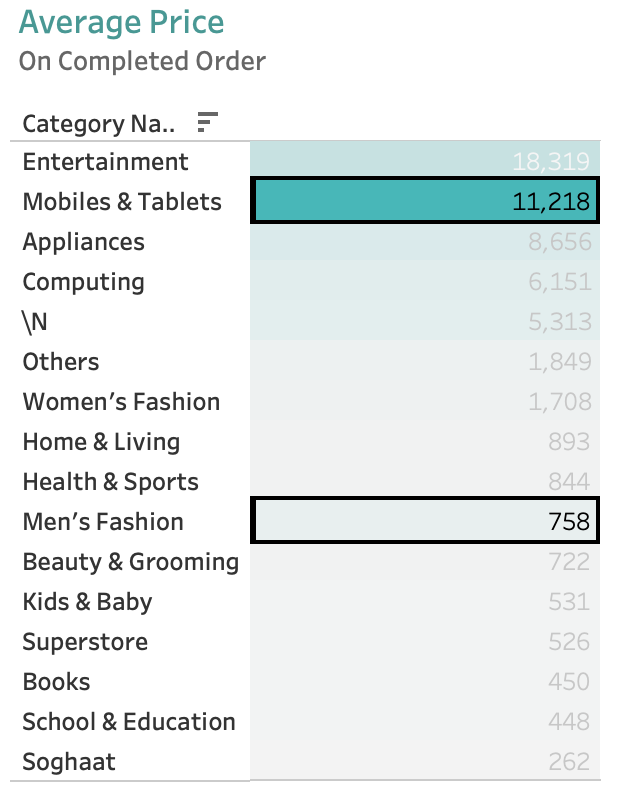 Average Price
On Completed Order
Category Na..
Entertainment 18,319
Mobiles & Tablets 11,218
Appliances 8,656
Computing 6,151
\N 5,313
Others 1,849
Women's Fashion 1,708
Home & Living 893
Health & Sports 844
Men's Fashion 758
Beauty & Grooming 722
Kids & Baby 531
Superstore 526
Books 450
School & Education 448
Soghaat 262